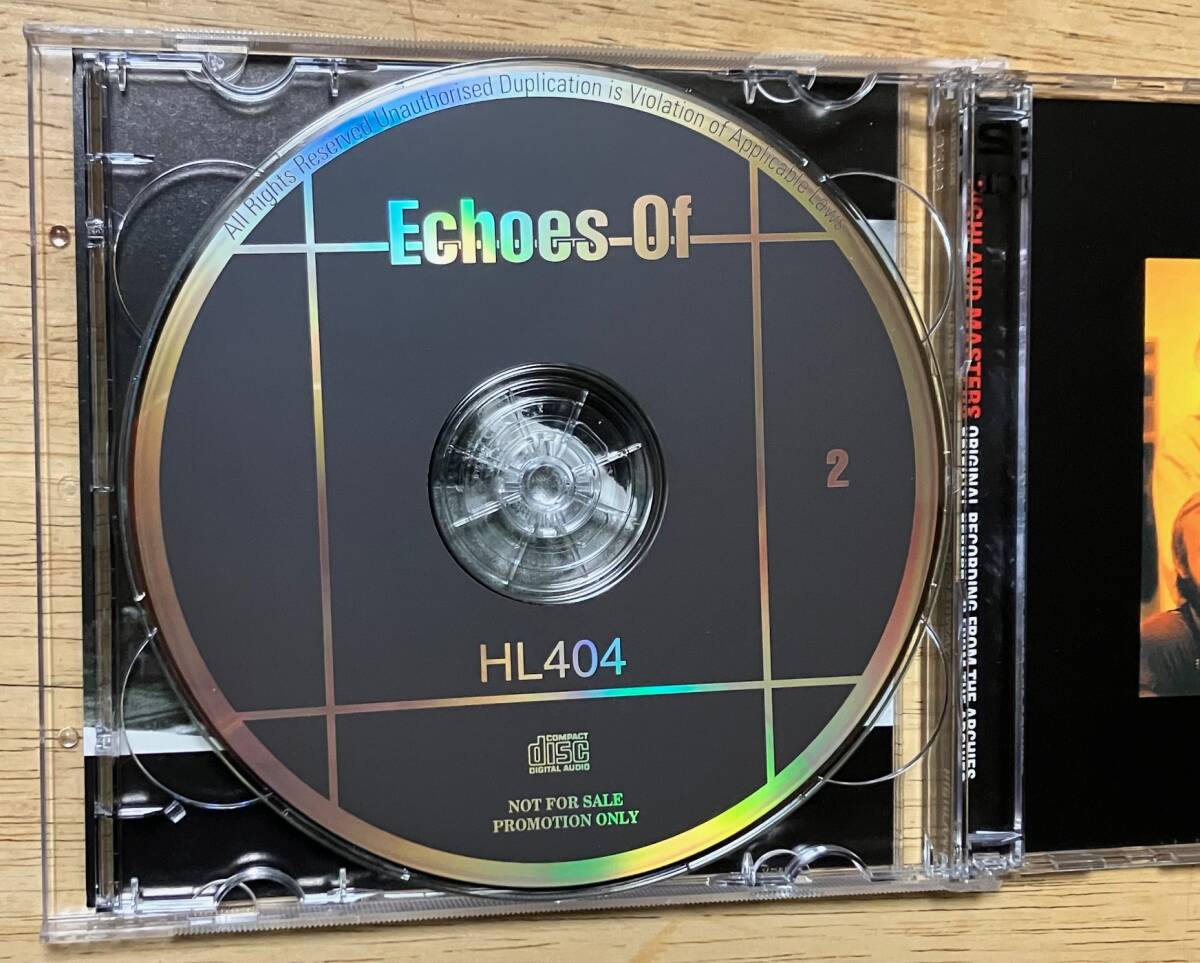 All Rights Reserved Unauthorised Duplication is Violation of Applicable Laws
Echoes Of
2
HL404
COMPACT
disc
DIGITAL AUDIO
NOT FOR SALE
PROMOTION ONLY
HIGHLAND MASTERS ORIGINAL RECORDING FROM THE ARCHIES